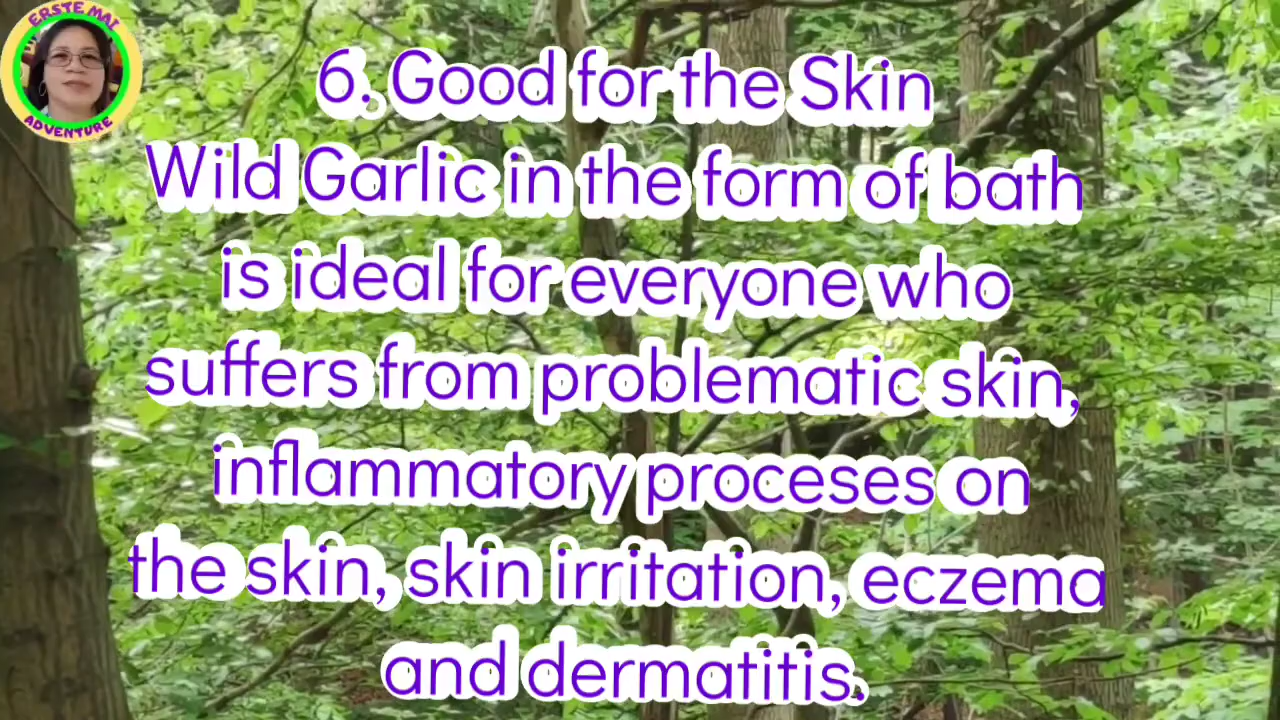 ERSTE MAI
ADVENTURE
6. Good for the Skin
Wild Garlic in the form of bath
is ideal for everyone who
suffers from problematic skin,
inflammatory proceses on
the skin, skin irritation, eczema
and dermatitis.